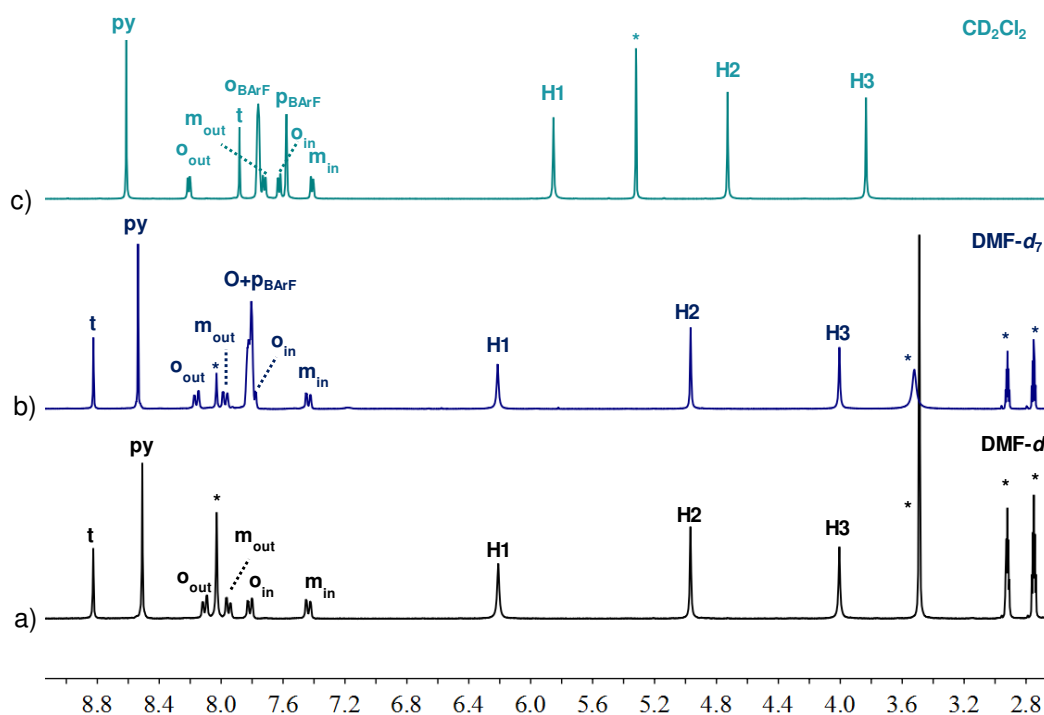 py
CD2Cl2
*
oBArF
H2
H3
H1
pBArF
t
mout
oin
oout
min
c)
py
DMF-d7
O+pBArF
t
mout
H2
oin
H1
H3
*
*
oout
*
*
min
b)
py
DMF-d
*
*
*
*
H2
t
mout
H3
H1
oout
oin
min
a)
8.8 8.4 8.0 7.6 7.2 6.8 6.4 6.0 5.6 5.2 4.8 4.4 4.0 3.6 3.2 2.8